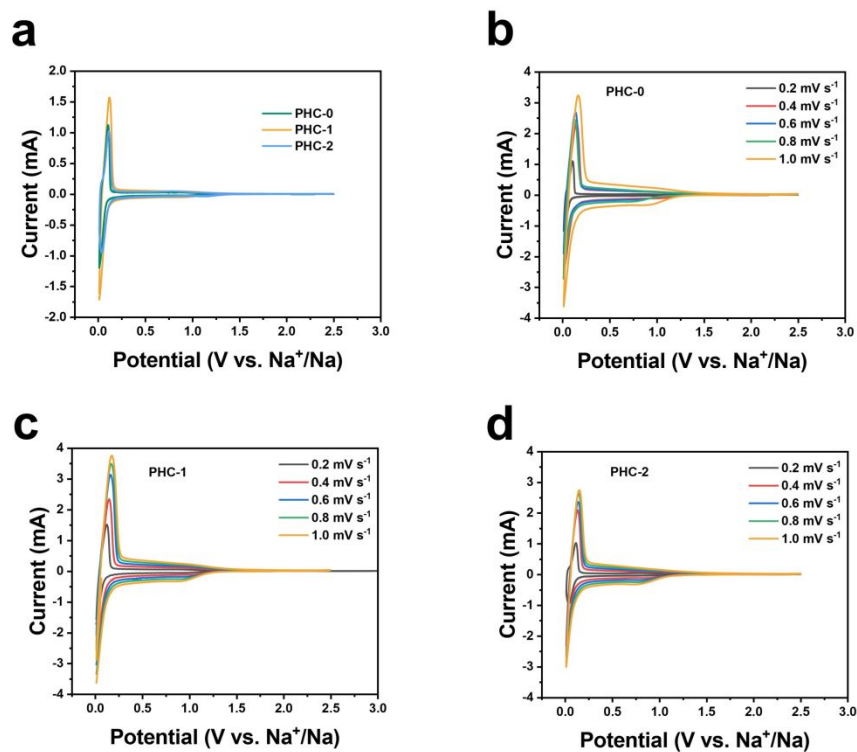 a
2.0
1.5
1.0
0.5
0.0
-0.5
-1.0
-1.5
-2.0
Current (mA)
PHC-0
PHC-1
PHC-2
0.0 0.5 1.0 1.5 2.0 2.5 3.0
Potential (V vs. Na⁺/Na)
b
4
3
2
1
0
-1
-2
-3
-4
Current (mA)
PHC-0
0.2 mV s⁻¹
0.4 mV s⁻¹
0.6 mV s⁻¹
0.8 mV s⁻¹
1.0 mV s⁻¹
0.0 0.5 1.0 1.5 2.0 2.5 3.0
Potential (V vs. Na⁺/Na)
c
4
3
2
1
0
-1
-2
-3
-4
Current (mA)
PHC-1
0.2 mV s⁻¹
0.4 mV s⁻¹
0.6 mV s⁻¹
0.8 mV s⁻¹
1.0 mV s⁻¹
0.0 0.5 1.0 1.5 2.0 2.5 3.0
Potential (V vs. Na⁺/Na)
d
4
3
2
1
0
-1
-2
-3
-4
Current (mA)
PHC-2
0.2 mV s⁻¹
0.4 mV s⁻¹
0.6 mV s⁻¹
0.8 mV s⁻¹
1.0 mV s⁻¹
0.0 0.5 1.0 1.5 2.0 2.5 3.0
Potential (V vs. Na⁺/Na)